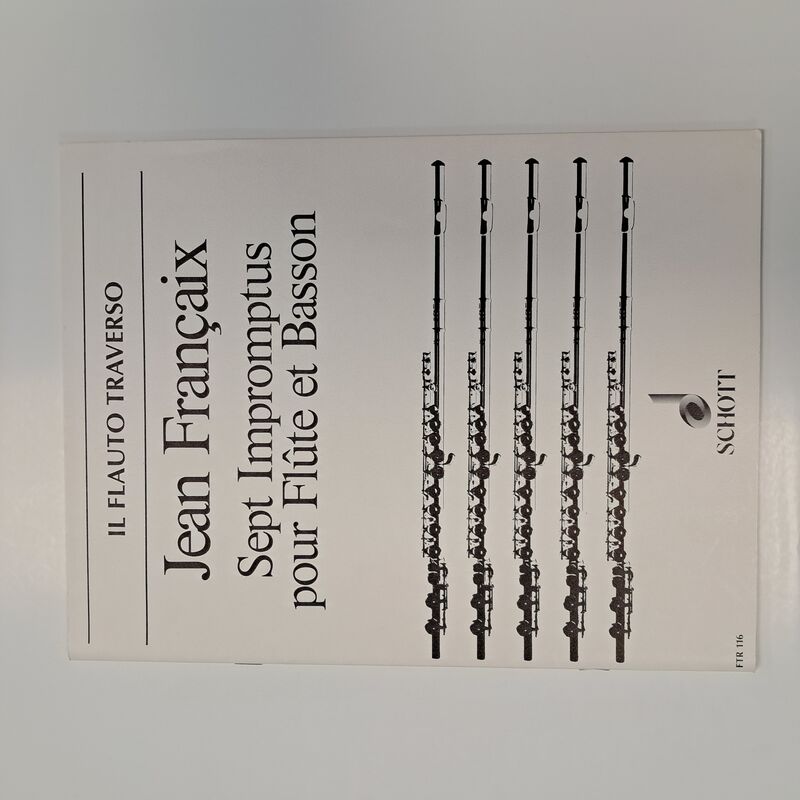 IL FLAUTO TRAVERSO
Jean Françaix
Sept Impromptus
pour Flûte et Basson
SCHOTT
FTR 116